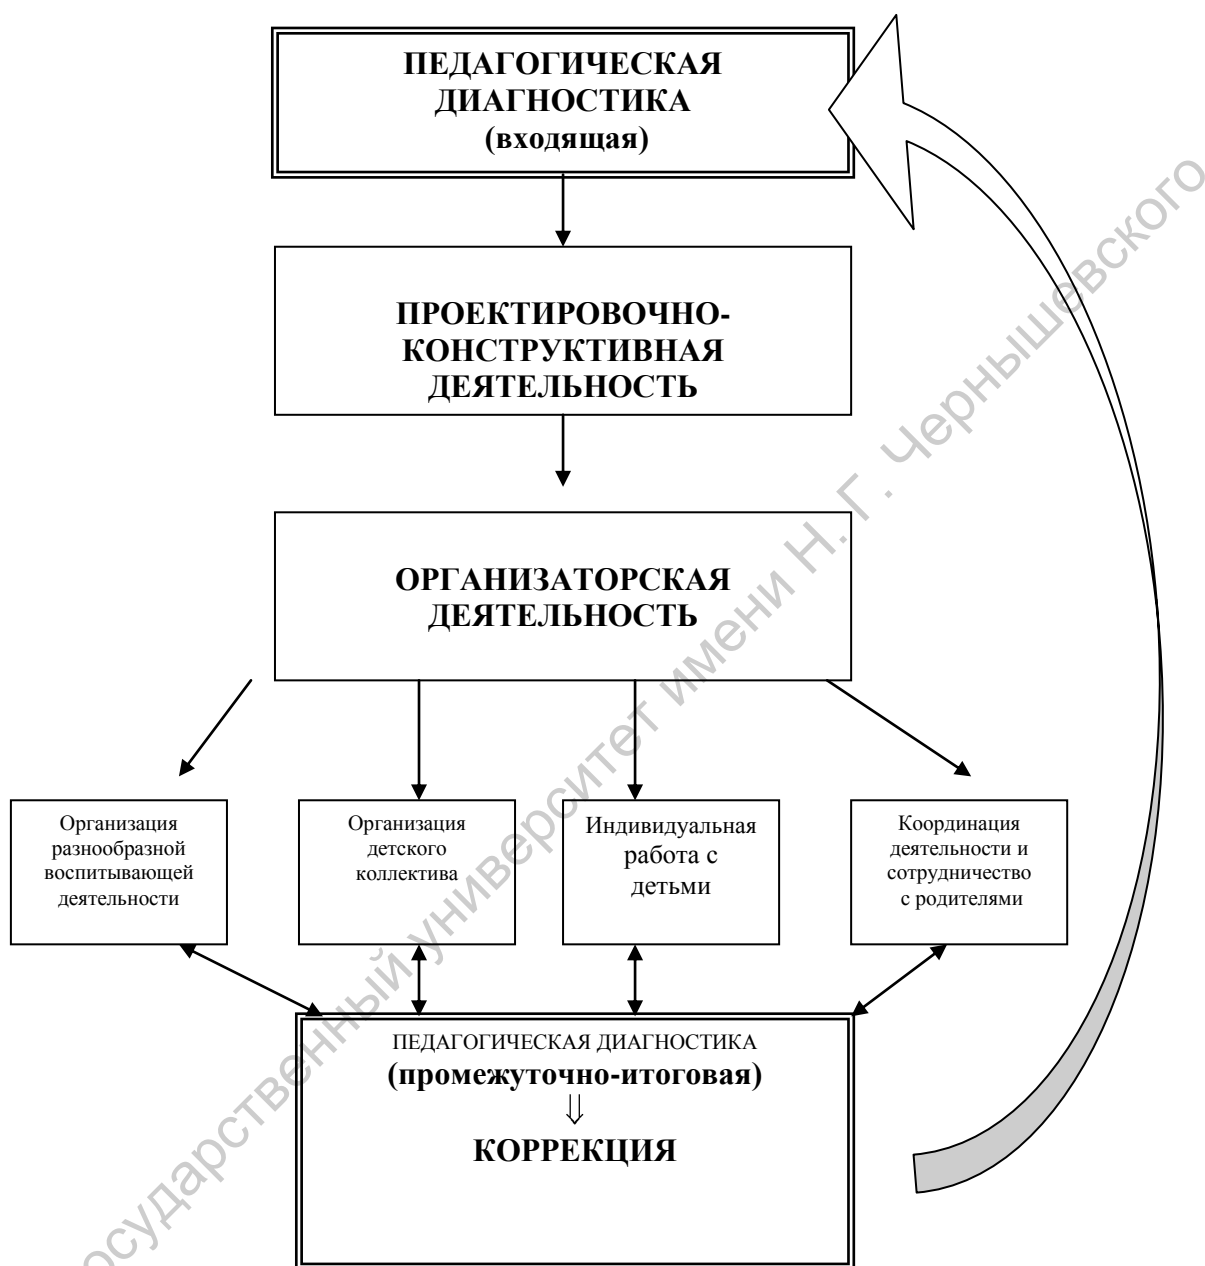 ПЕДАГОГИЧЕСКАЯ
ДИАГНОСТИКА
(входящая)
ПРОЕКТИРОВОЧНО-
КОНСТРУКТИВНАЯ
ДЕЯТЕЛЬНОСТЬ
ОРГАНИЗАТОРСКАЯ
ДЕЯТЕЛЬНОСТЬ
Организация
разнообразной
воспитывающей
деятельности
Организация
детского
коллектива
Индивидуальная
работа с
детьми
Координация
деятельности и
сотрудничество
с родителями
ПЕДАГОГИЧЕСКАЯ ДИАГНОСТИКА
(промежуточно-итоговая)
⇓
КОРРЕКЦИЯ
осударственный университет имени Н. Г. Чернышевского